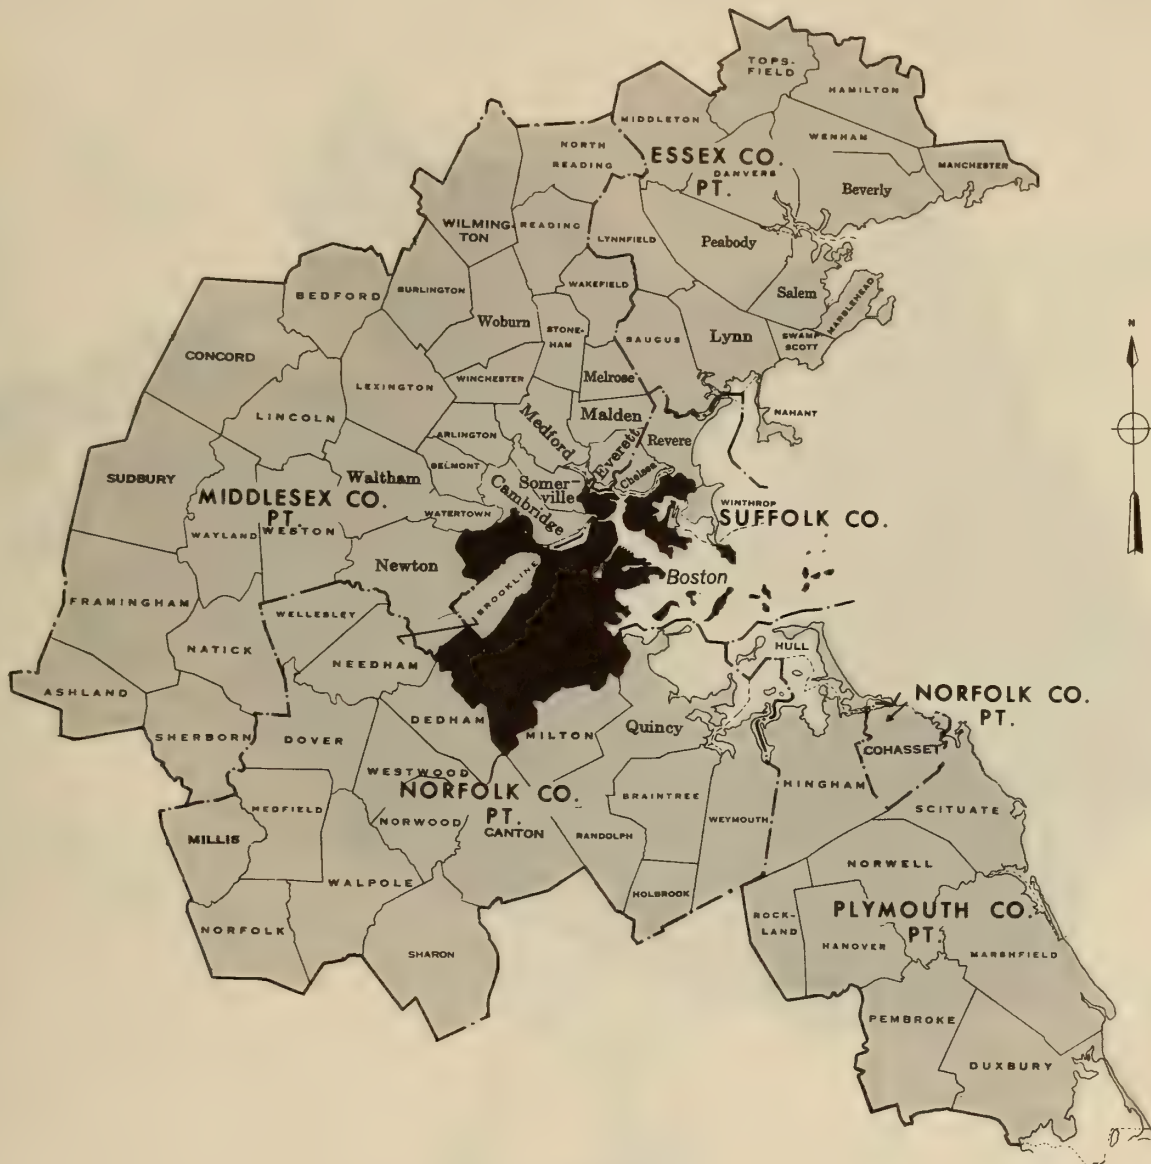 TOPS-
FIELD
HAMILTON
MIDDLETON
WENHAM
NORTH
READING
ESSEX CO.
PT.
DANVERS
MANCHESTER
Beverly
WILMING-
TON
READING
LYNNFIELD
Peabody
BEDFORD
BURLINGTON
WAKEFIELD
Salem
MARBLEHEAD
Woburn
STONE-
HAM
SAUGUS
Lynn
SWAMP
SCOTT
N
CONCORD
LEXINGTON
WINCHESTER
Melrose
LINCOLN
Medford
Malden
NAHANT
ARLINGTON
Everett
Revere
SUDBURY
Waltham
BELMONT
Somer-
ville
Chelsea
MIDDLESEX CO.
PT.
Cambridge
WINTHROP
SUFFOLK CO.
WATERTOWN
WAYLAND
WESTON
Newton
BROOKLINE
Boston
FRAMINGHAM
WELLESLEY
NATICK
NEEDHAM
HULL
ASHLAND
NORFOLK CO.
PT.
DEDHAM
MILTON
Quincy
SHERBORN
DOVER
COHASSET
WESTWOOD
HINGHAM
NORFOLK CO.
PT.
MEDFIELD
BRAINTREE
SCITUATE
NORWOOD
CANTON
RANDOLPH
WEYMOUTH
MILLIS
NORWELL
WALPOLE
HOLBROOK
ROCK-
LAND
PLYMOUTH CO.
PT.
NORFOLK
HANOVER
SHARON
MARSHFIELD
PEMBROKE
DUXBURY